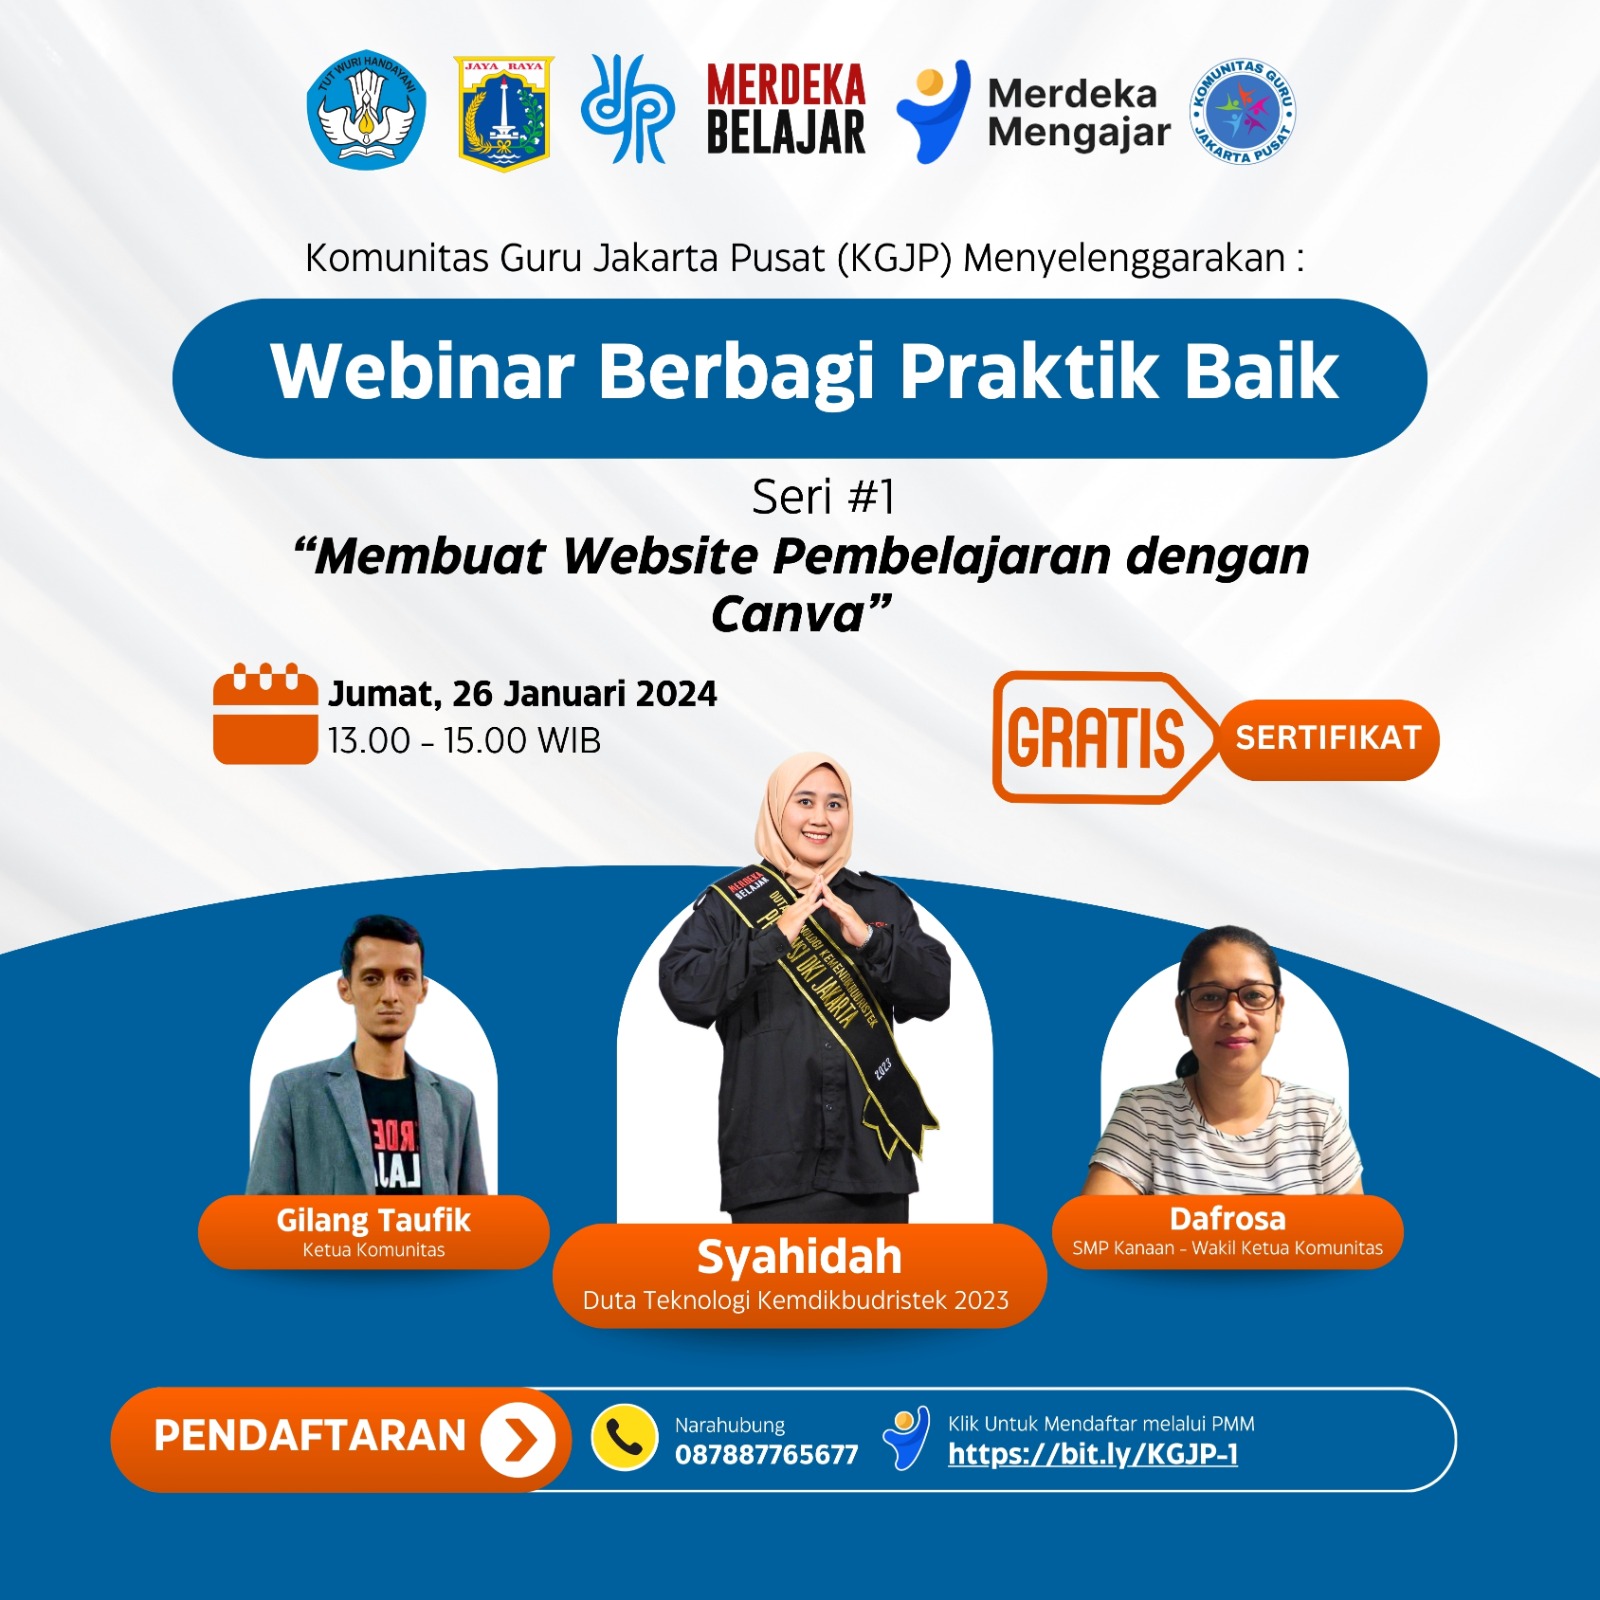 TUT WURI HANDAYANI
JAYA RAYA
MERDEKA
BELAJAR
Merdeka
Mengajar
KOMUNITAS GURU
JAKARTA PUSAT
Komunitas Guru Jakarta Pusat (KGJP) Menyelenggarakan :
Webinar Berbagi Praktik Baik
Seri #1
“Membuat Website Pembelajaran dengan
Canva”
Jumat, 26 Januari 2024
13.00 - 15.00 WIB
GRATIS
SERTIFIKAT
MERDEKA
BELAJAR
KEMENDIKBUDRISTEK
DKI JAKARTA
2023
Gilang Taufik
Ketua Komunitas
Syahidah
Duta Teknologi Kemdikbudristek 2023
Dafrosa
SMP Kanaan - Wakil Ketua Komunitas
PENDAFTARAN
Narahubung
087887765677
Klik Untuk Mendaftar melalui PMM
https://bit.ly/KGJP-1